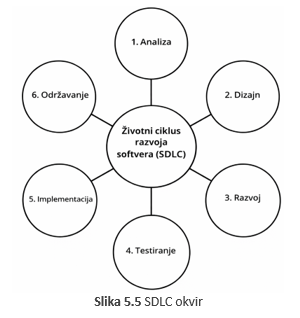 1. Analiza
6. Održavanje
2. Dizajn
Životni ciklus
razvoja
softvera (SDLC)
5. Implementacija
3. Razvoj
4. Testiranje
Slika 5.5 SDLC okvir